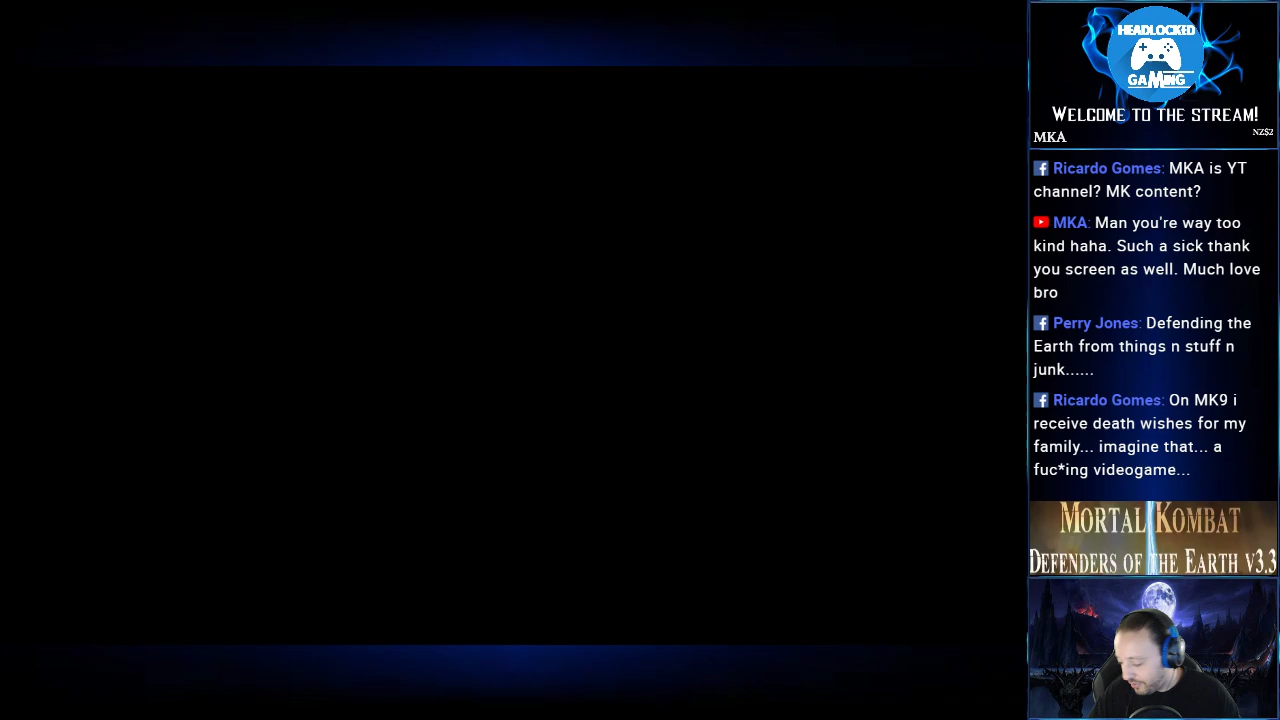 HEADLOCKED
GAMING
WELCOME TO THE STREAM!
MKA NZ$2
Ricardo Gomes: MKA is YT
channel? MK content?
MKA: Man you're way too
kind haha. Such a sick thank
you screen as well. Much love
bro
Perry Jones: Defending the
Earth from things n stuff n
junk......
Ricardo Gomes: On MK9 i
receive death wishes for my
family... imagine that... a
fuc*ing videogame...
MORTAL KOMBAT
DEFENDERS OF THE EARTH V3.3